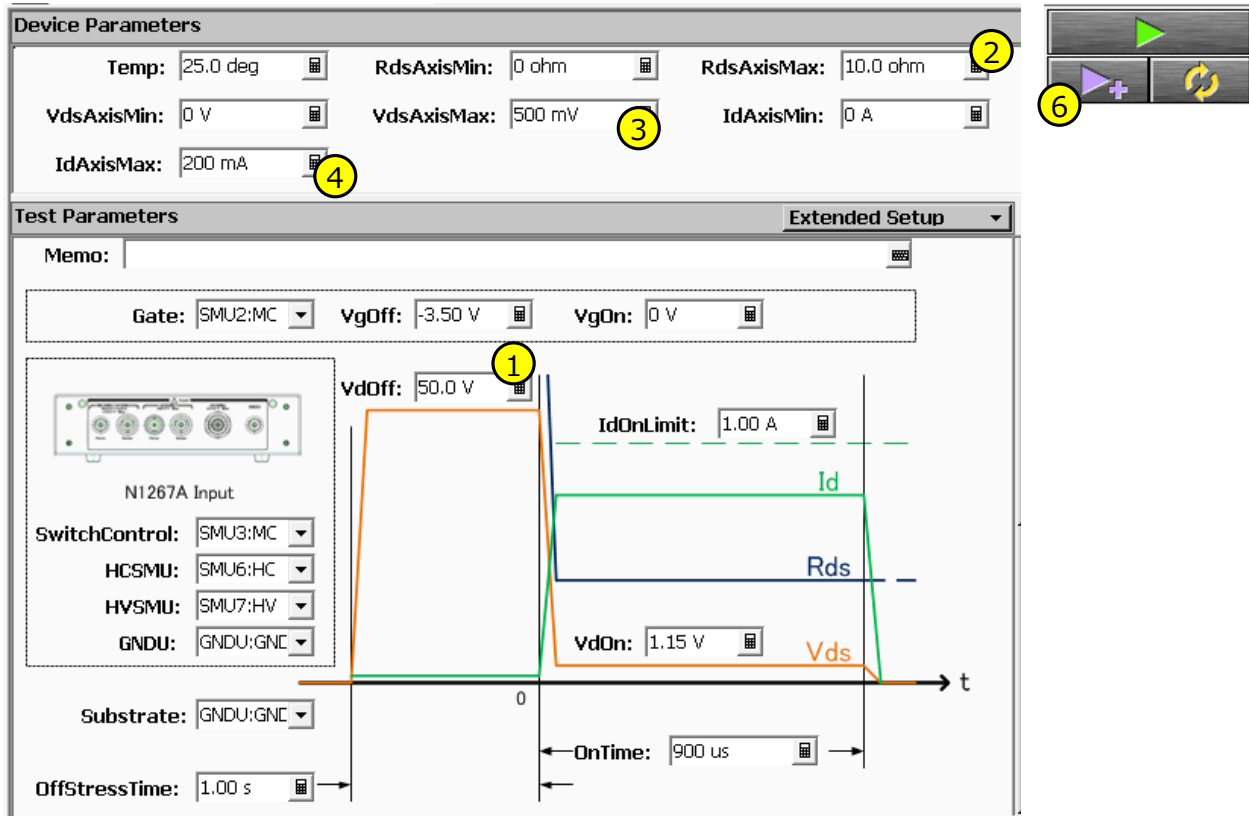 Device Parameters
Temp: 25.0 deg RdsAxisMin: 0 ohm RdsAxisMax: 10.0 ohm 2
VdsAxisMin: 0 V VdsAxisMax: 500 mV 3 IdAxisMin: 0 A
6
IdAxisMax: 200 mA 4
Test Parameters Extended Setup
Memo:
Gate: SMU2:MC VgOff: -3.50 V VgOn: 0 V
1
VdOff: 50.0 V
IdOnLimit: 1.00 A
Id
N1267A Input
SwitchControl: SMU3:MC
HCSMU: SMU6:HC Rds
HVSMU: SMU7:HV
GNDU: GNDU:GNE VdOn: 1.15 V Vds
t
0
Substrate: GNDU:GNE
OnTime: 900 us
OffStressTime: 1.00 s